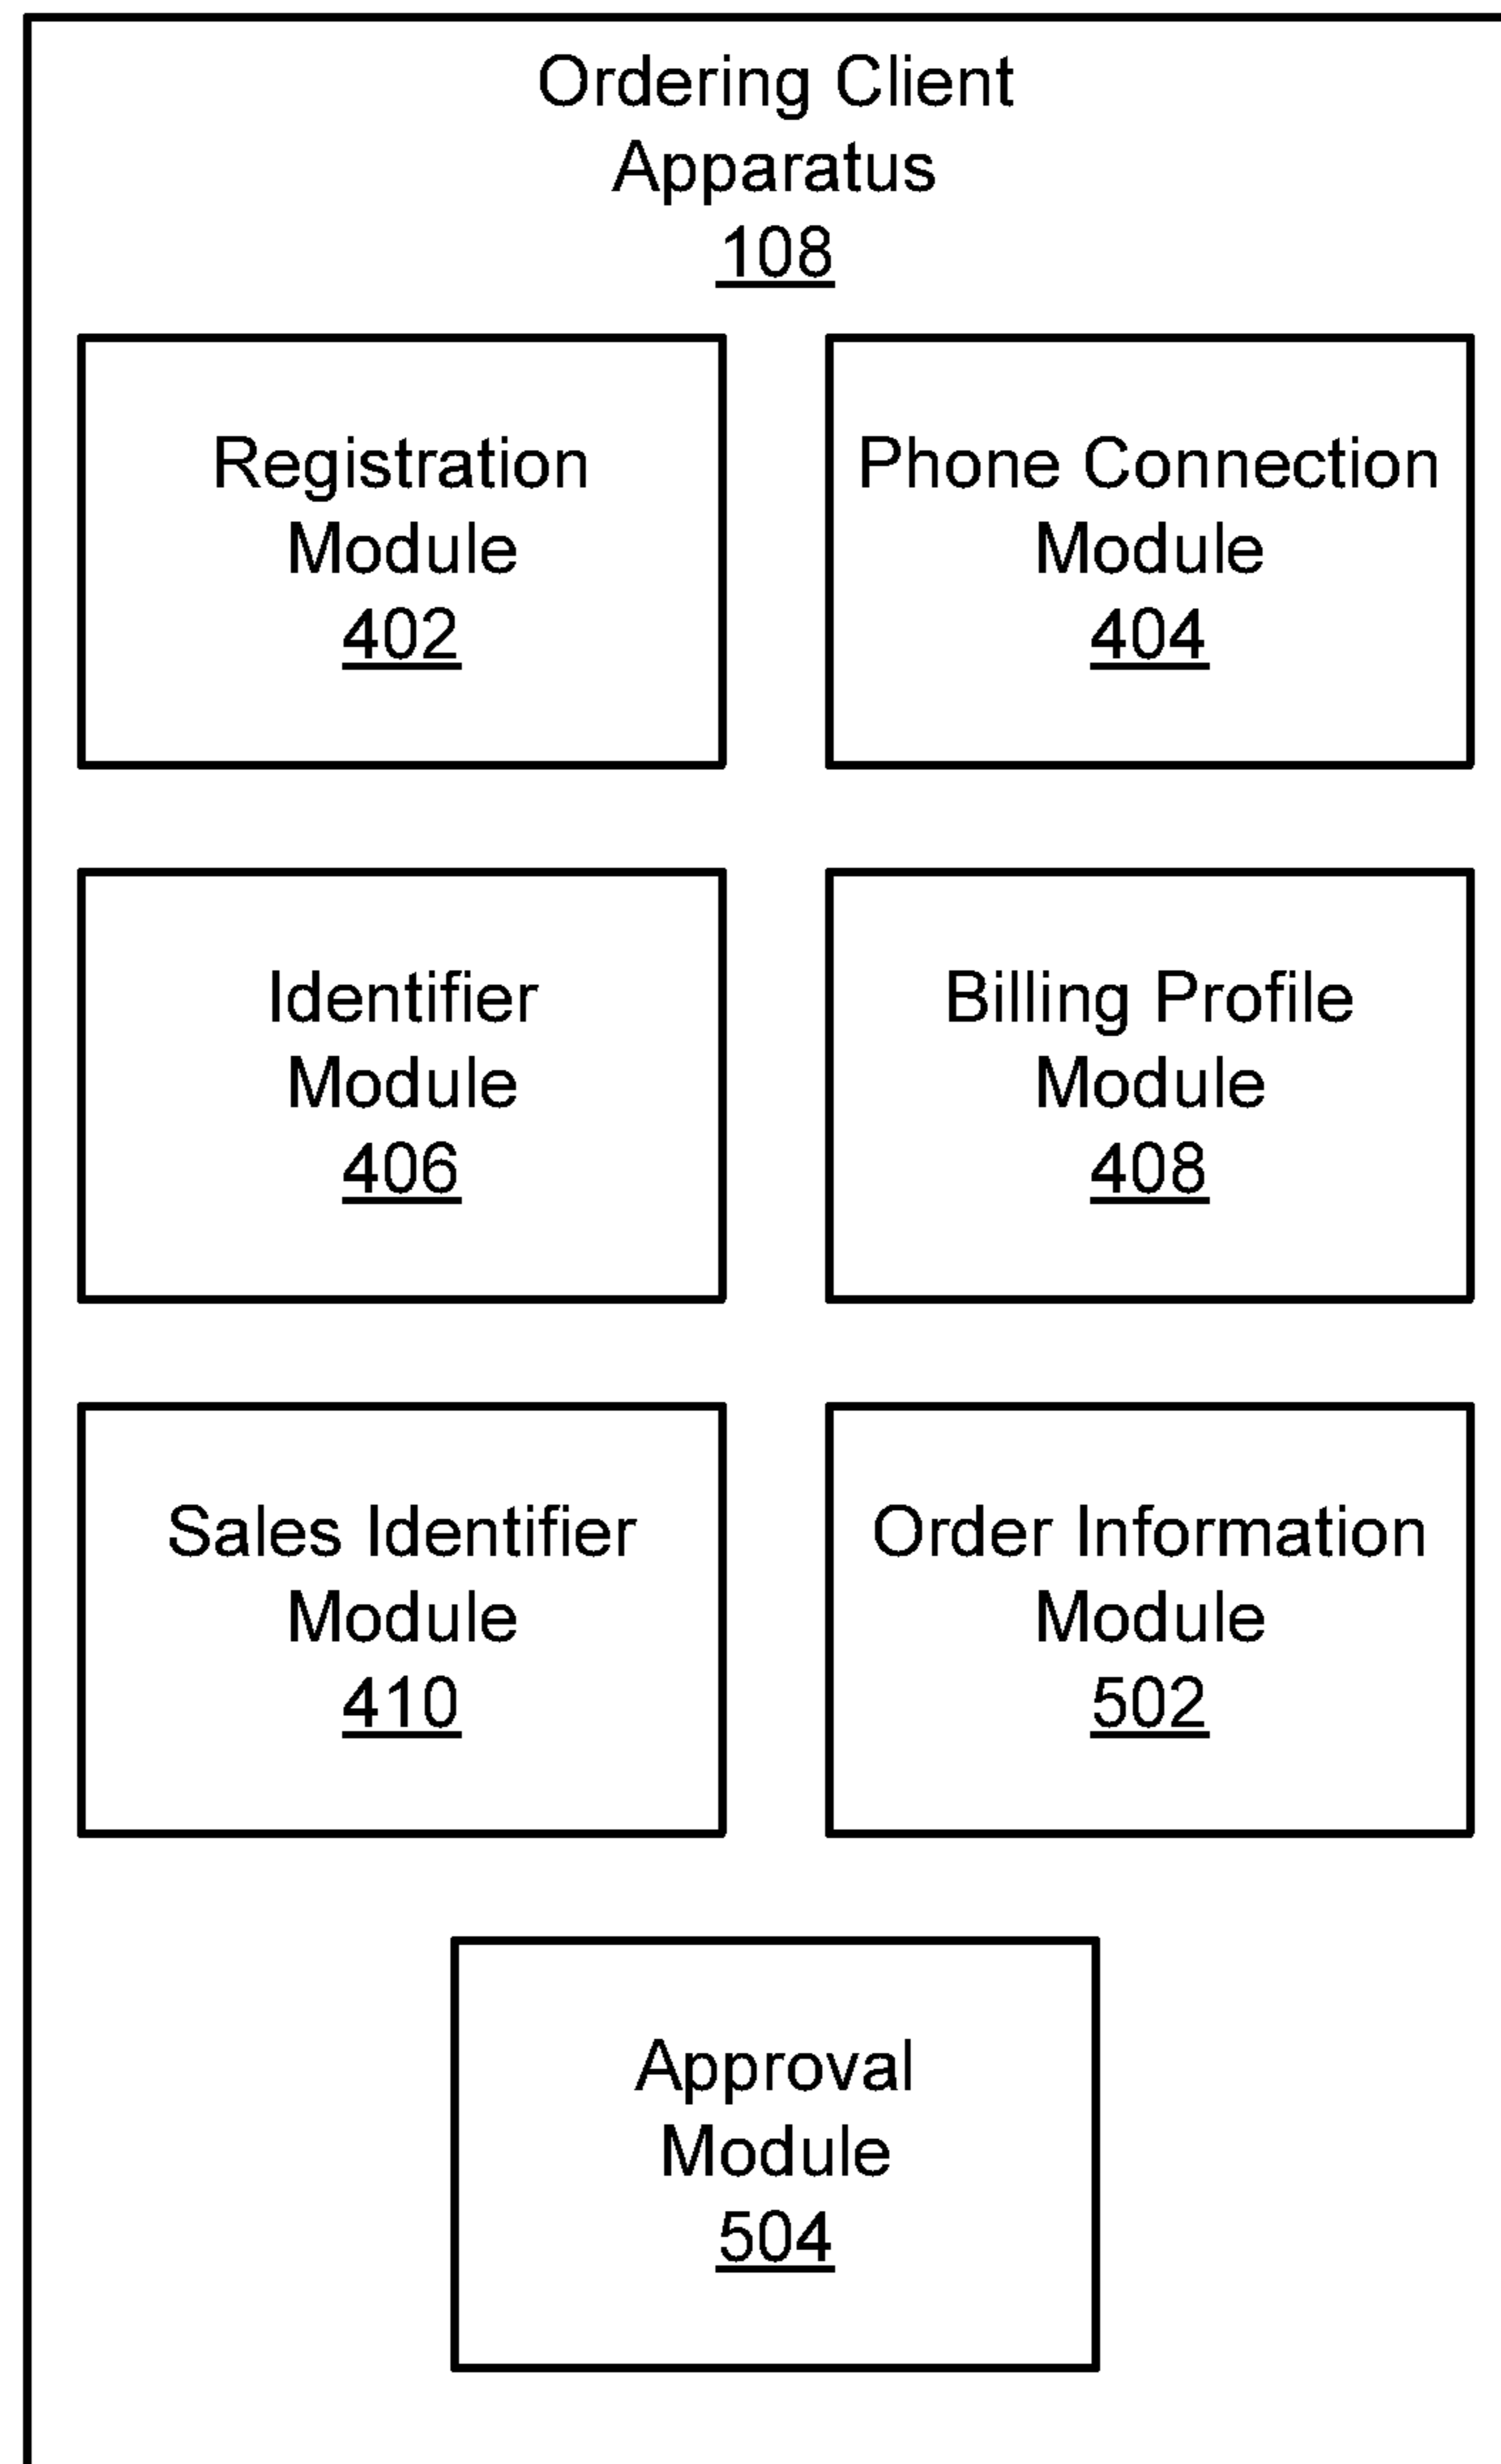 Ordering Client
Apparatus
108
Registration
Module
402
Phone Connection
Module
404
Identifier
Module
406
Billing Profile
Module
408
Sales Identifier
Module
410
Order Information
Module
502
Approval
Module
504